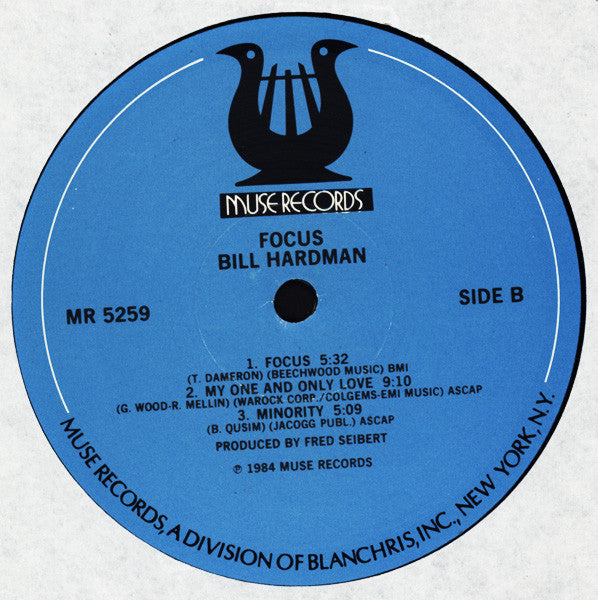 MUSE RECORDS
FOCUS
BILL HARDMAN
MR 5259
SIDE B
1. FOCUS 5:32
(T. DAMERON) (BEECHWOOD MUSIC) BMI
2. MY ONE AND ONLY LOVE 9:10
(G. WOOD-R. MELLIN) (WAROCK CORP./COLGEMS-EMI MUSIC) ASCAP
3. MINORITY 5:09
(B. QUSIM) (JACOGG PUBL.) ASCAP
PRODUCED BY FRED SEIBERT
℗ 1984 MUSE RECORDS
MUSE RECORDS, A DIVISION OF BLANCHRIS, INC., NEW YORK, N.Y.